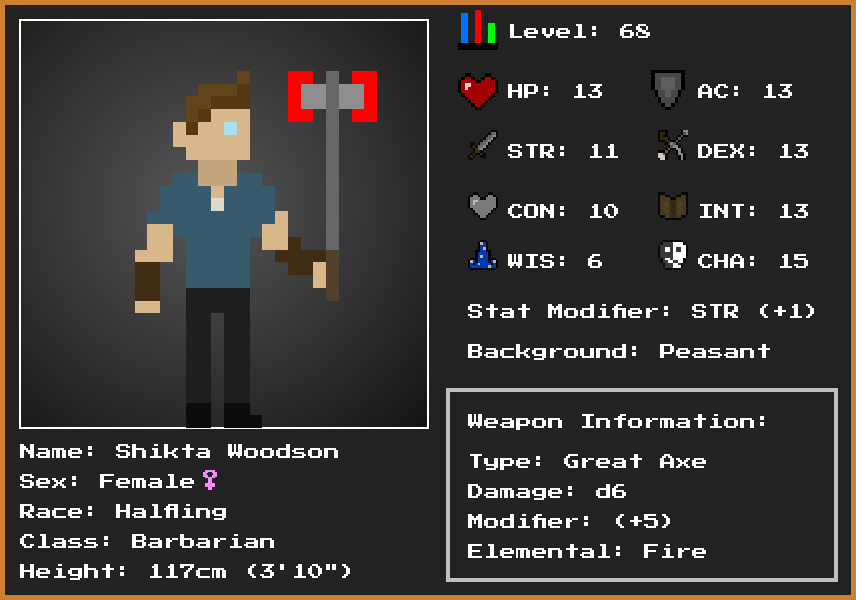 Level: 68
HP: 13 AC: 13
STR: 11 DEX: 13
CON: 10 INT: 13
WIS: 6 CHA: 15
Stat Modifier: STR (+1)
Background: Peasant
Weapon Information:
Type: Great Axe
Damage: d6
Modifier: (+5)
Elemental: Fire
Name: Shikta Woodson
Sex: Female♀
Race: Halfling
Class: Barbarian
Height: 117cm (3'10")